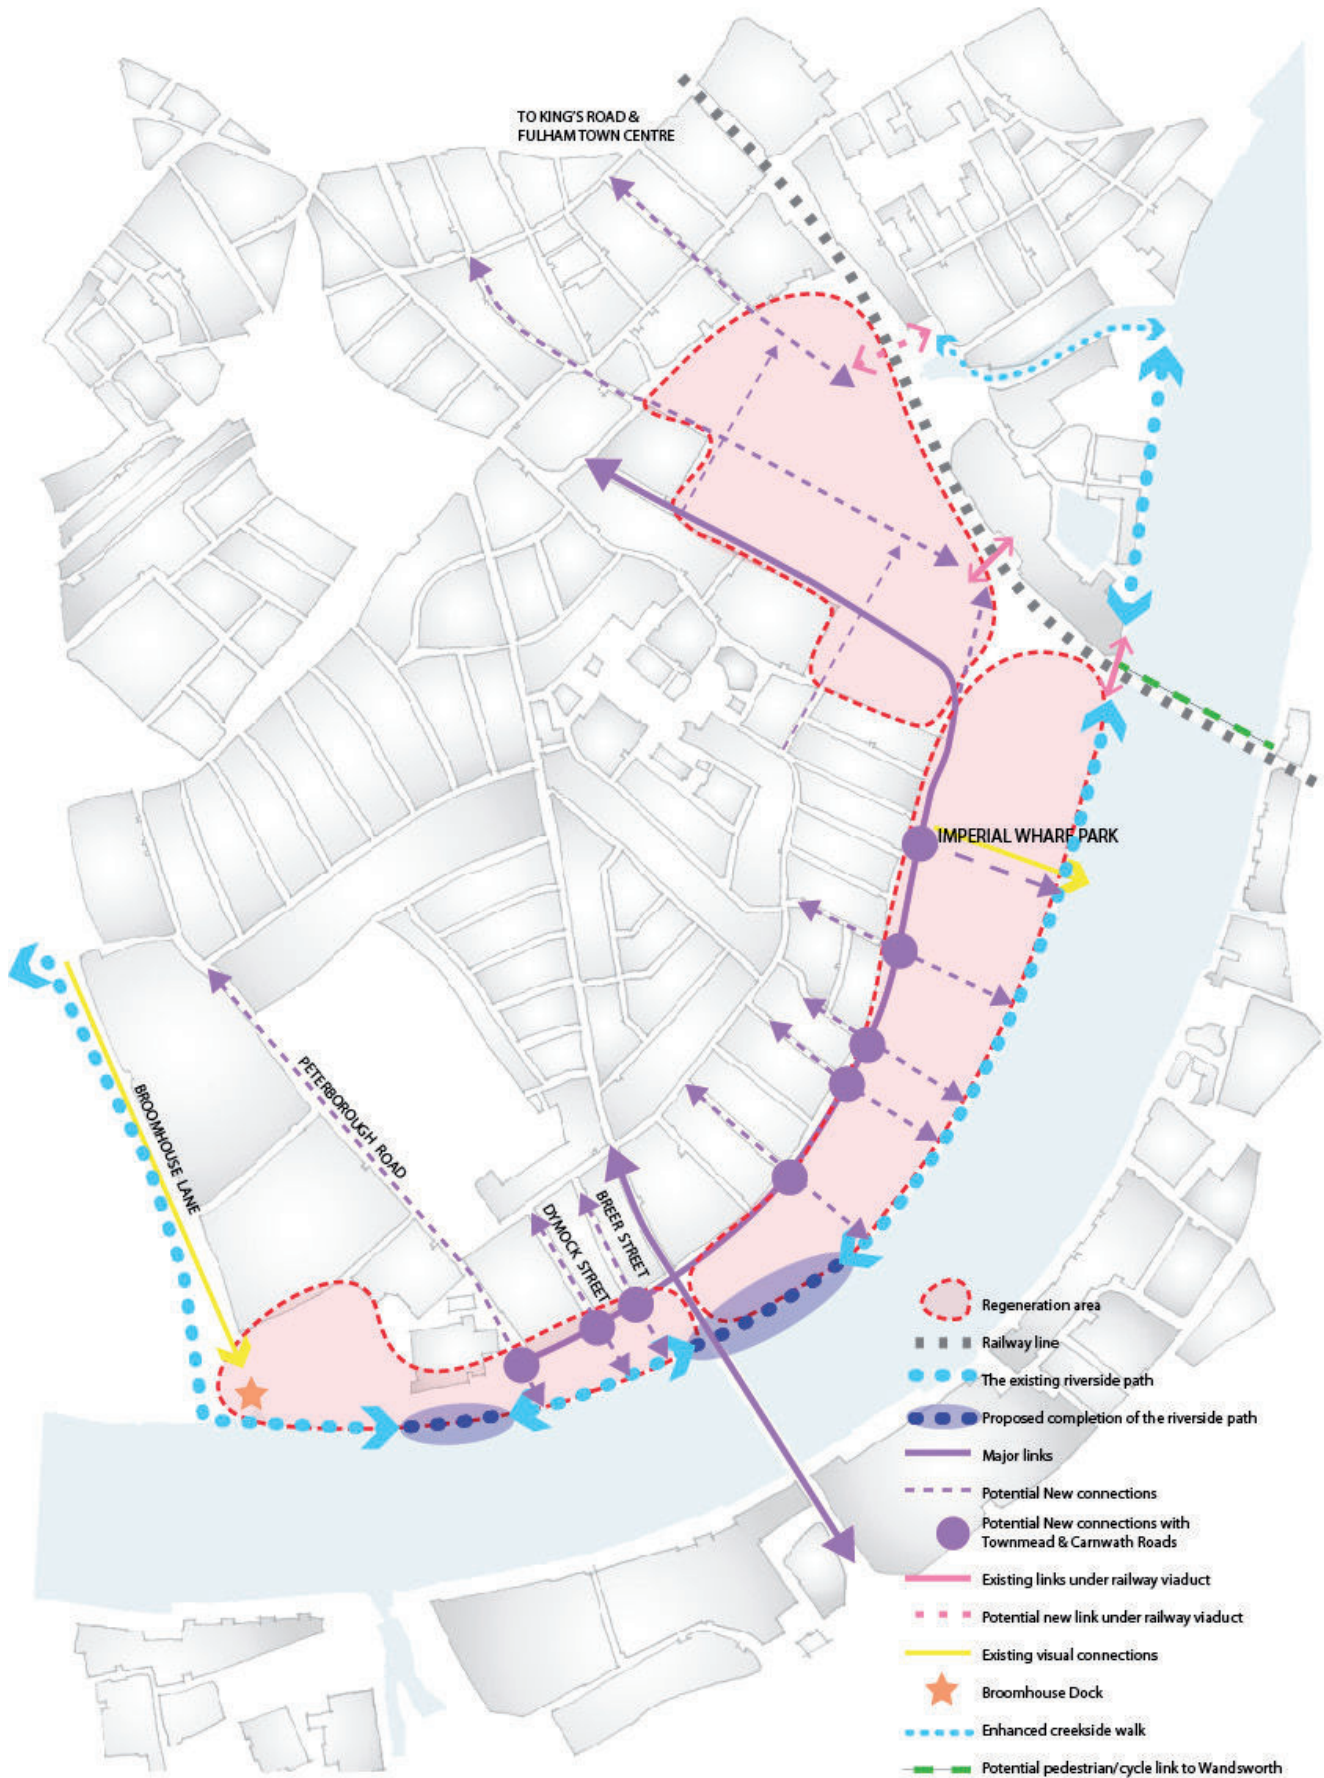 TO KING'S ROAD &
FULHAM TOWN CENTRE
IMPERIAL WHARF PARK
PETERBOROUGH ROAD
BROOMHOUSE LANE
DYMOCK STREET
BREER STREET
Regeneration area
Railway line
The existing riverside path
Proposed completion of the riverside path
Major links
Potential New connections
Potential New connections with
Townmead & Carnwath Roads
Existing links under railway viaduct
Potential new link under railway viaduct
Existing visual connections
Broomhouse Dock
Enhanced creekside walk
Potential pedestrian/cycle link to Wandsworth